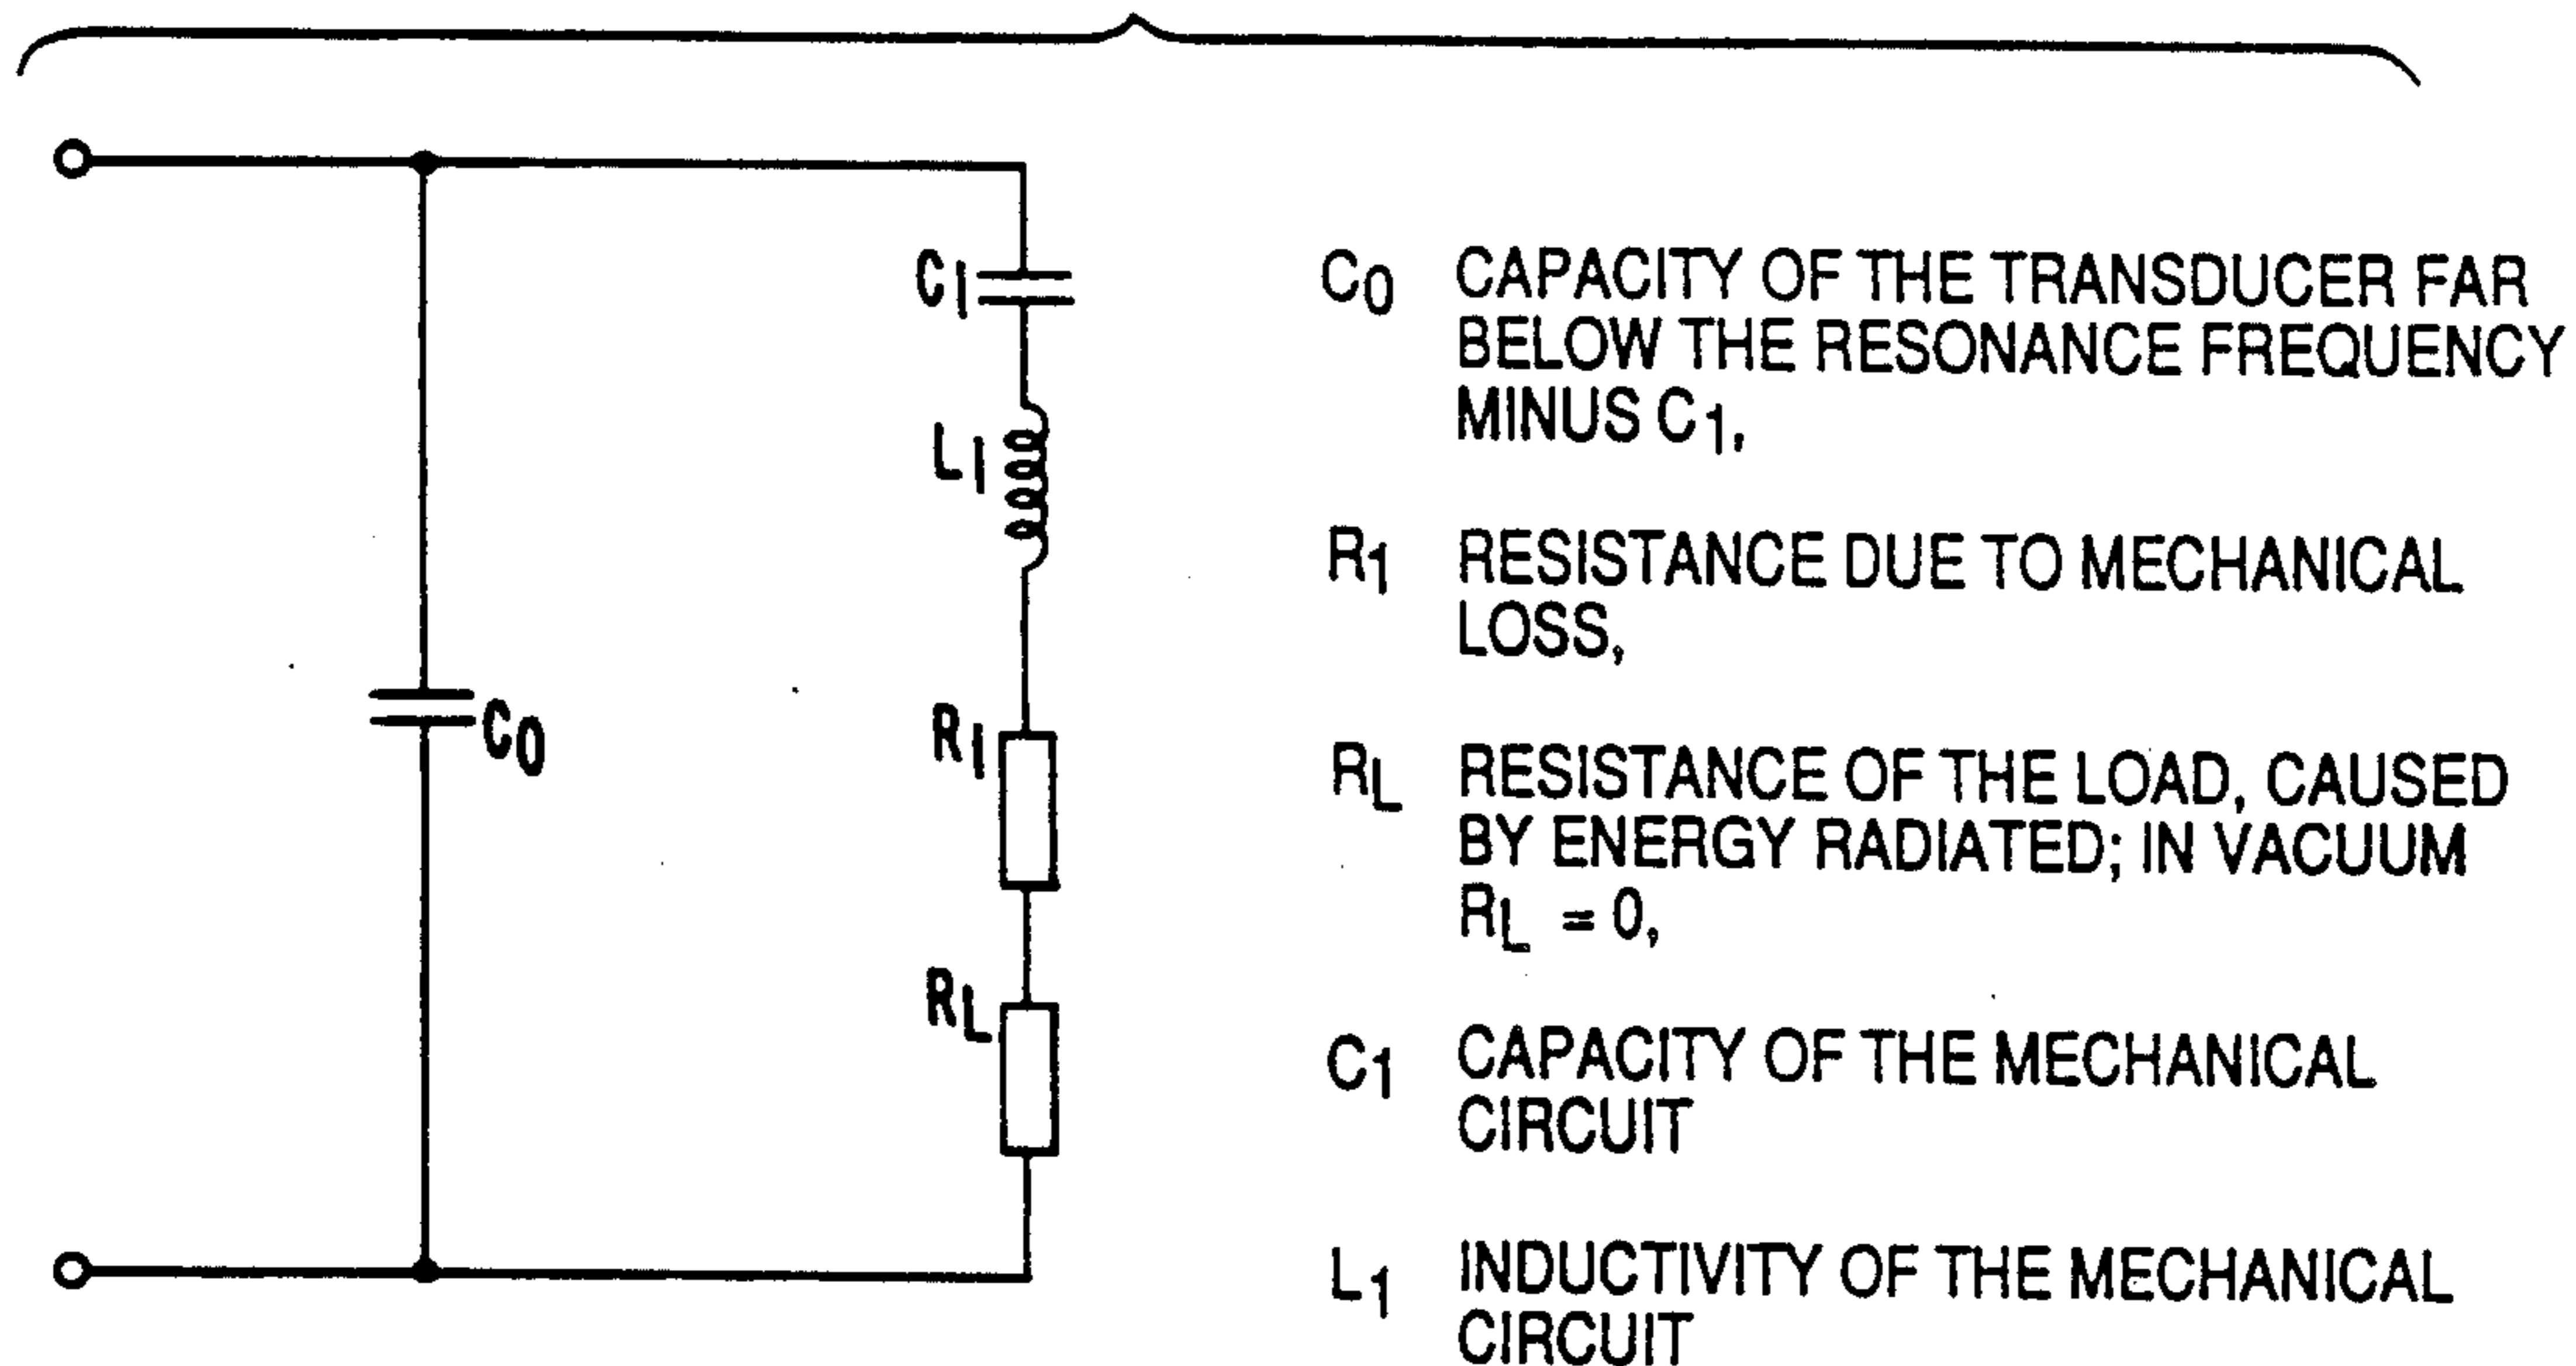 C1
L1
C0
R1
RL
C0 CAPACITY OF THE TRANSDUCER FAR
BELOW THE RESONANCE FREQUENCY
MINUS C1,
R1 RESISTANCE DUE TO MECHANICAL
LOSS,
RL RESISTANCE OF THE LOAD, CAUSED
BY ENERGY RADIATED; IN VACUUM
RL = 0,
C1 CAPACITY OF THE MECHANICAL
CIRCUIT
L1 INDUCTIVITY OF THE MECHANICAL
CIRCUIT